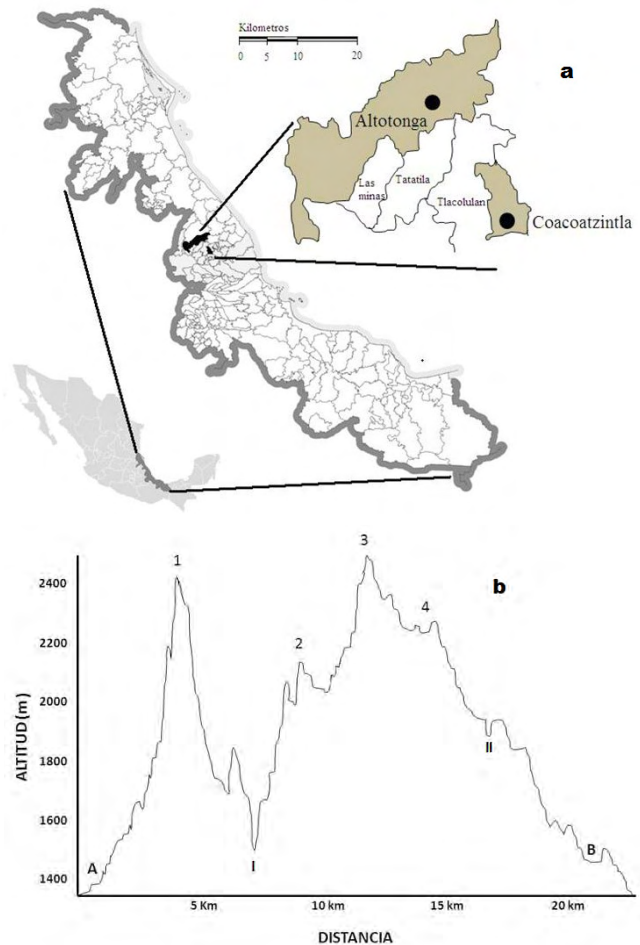 Kilometros
0 5 10 20
a
Altotonga
Las
minas
Tatatila
Tlacolulan
Coacoatzintla
b
1
2
3
4
I
II
A
B
2400
2200
2000
1800
1600
1400
ALTITUD(m)
5 Km 10 Km 15 Km 20 Km
DISTANCIA